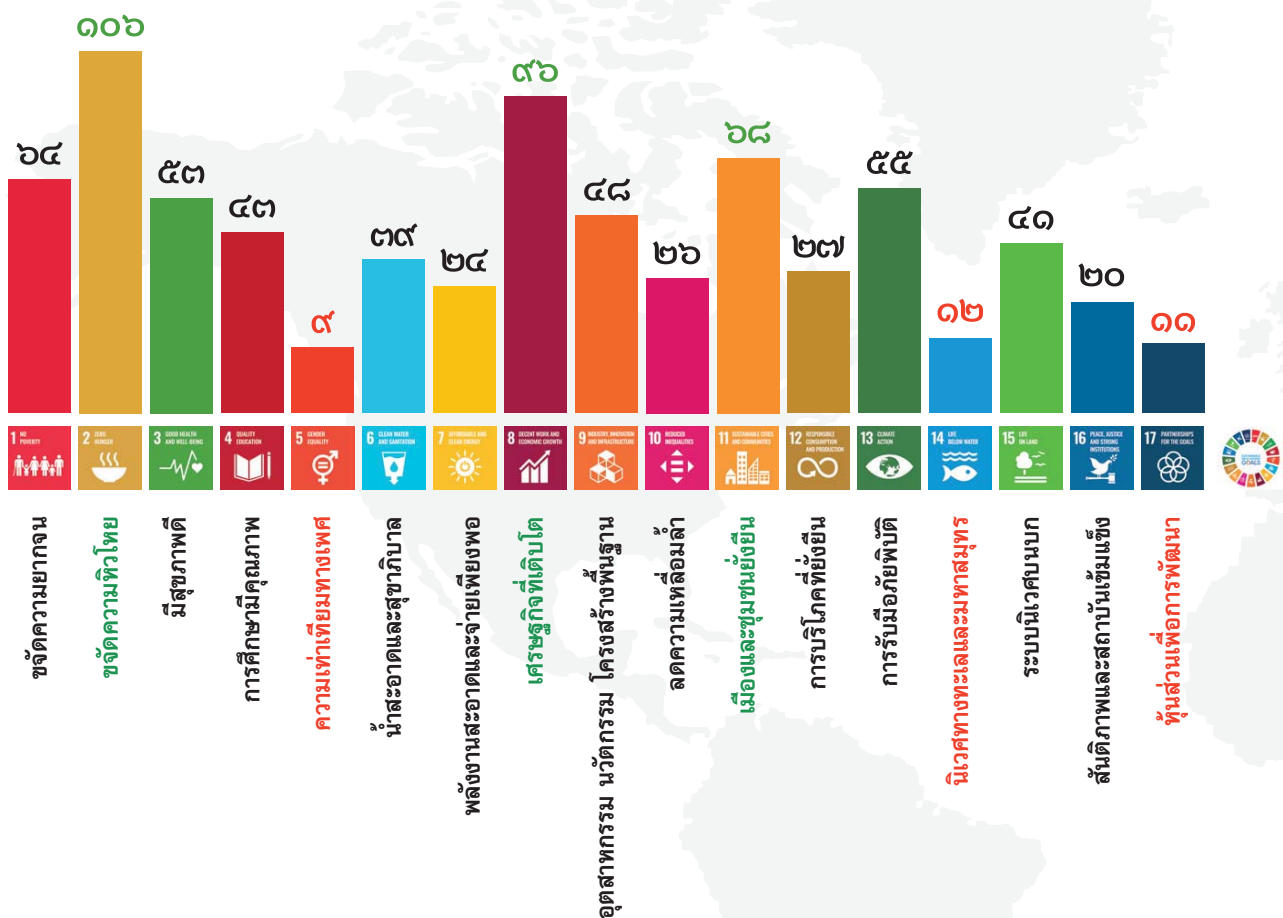 ๑๐๖
๙๖
๖๔
๕๓
๔๓
๙
๓๙
๒๔
๔๘
๒๖
๖๘
๒๗
๕๕
๑๒
๔๑
๒๐
๑๑
1 NO
POVERTY
2 ZERO
HUNGER
3 GOOD HEALTH
AND WELL-BEING
4 QUALITY
EDUCATION
5 GENDER
EQUALITY
6 CLEAN WATER
AND SANITATION
7 AFFORDABLE AND
CLEAN ENERGY
8 DECENT WORK AND
ECONOMIC GROWTH
9 INDUSTRY, INNOVATION
AND INFRASTRUCTURE
10 REDUCED
INEQUALITIES
11 SUSTAINABLE CITIES
AND COMMUNITIES
12 RESPONSIBLE
CONSUMPTION
AND PRODUCTION
13 CLIMATE
ACTION
14 LIFE
BELOW WATER
15 LIFE
ON LAND
16 PEACE, JUSTICE
AND STRONG
INSTITUTIONS
17 PARTNERSHIPS
FOR THE GOALS
GOALS
ขจัดความยากจน
ขจัดความหิวโหย
มีสุขภาพดี
การศึกษามีคุณภาพ
ความเท่าเทียมทางเพศ
น้ำสะอาดและสุขาภิบาล
พลังงานสะอาดและจ่ายเพียงพอ
เศรษฐกิจที่เติบโต
อุตสาหกรรม นวัตกรรม โครงสร้างพื้นฐาน
ลดความเหลื่อมล้ำ
เมืองและชุมชนยั่งยืน
การบริโภคที่ยั่งยืน
การรับมือภัยพิบัติ
นิเวศทางทะเลและมหาสมุทร
ระบบนิเวศบนบก
สันติภาพและสถาบันเข้มแข็ง
หุ้นส่วนเพื่อการพัฒนา